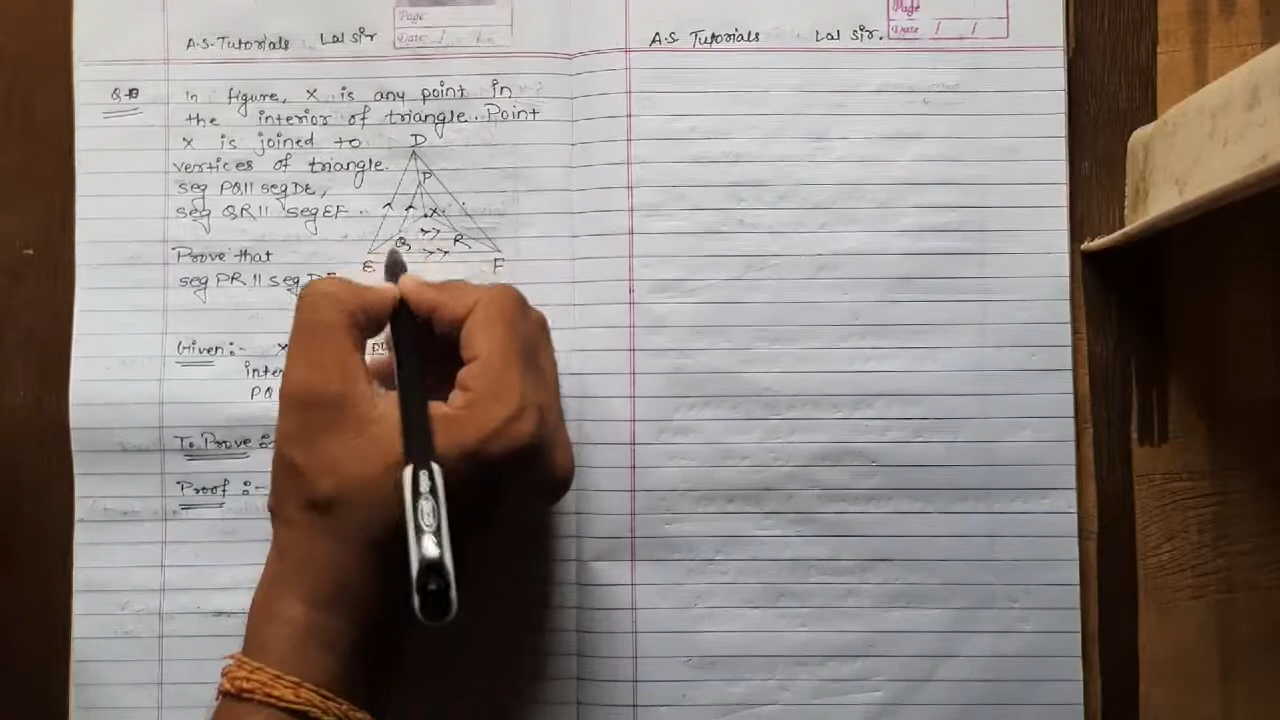 Page
Date / /
A.S-Tutorials Lal Sir
Page
Date / /
A.S Tutorials Lal Sir.
In figure, X is any point in
the interior of triangle. Point
X is joined to
vertices of triangle.
seg PQ || seg DE,
seg QR || seg EF.
Prove that
seg PR || seg
D
P
X
Q
R
E
F
Given :- X
PQ
To Prove :-
Proof :-